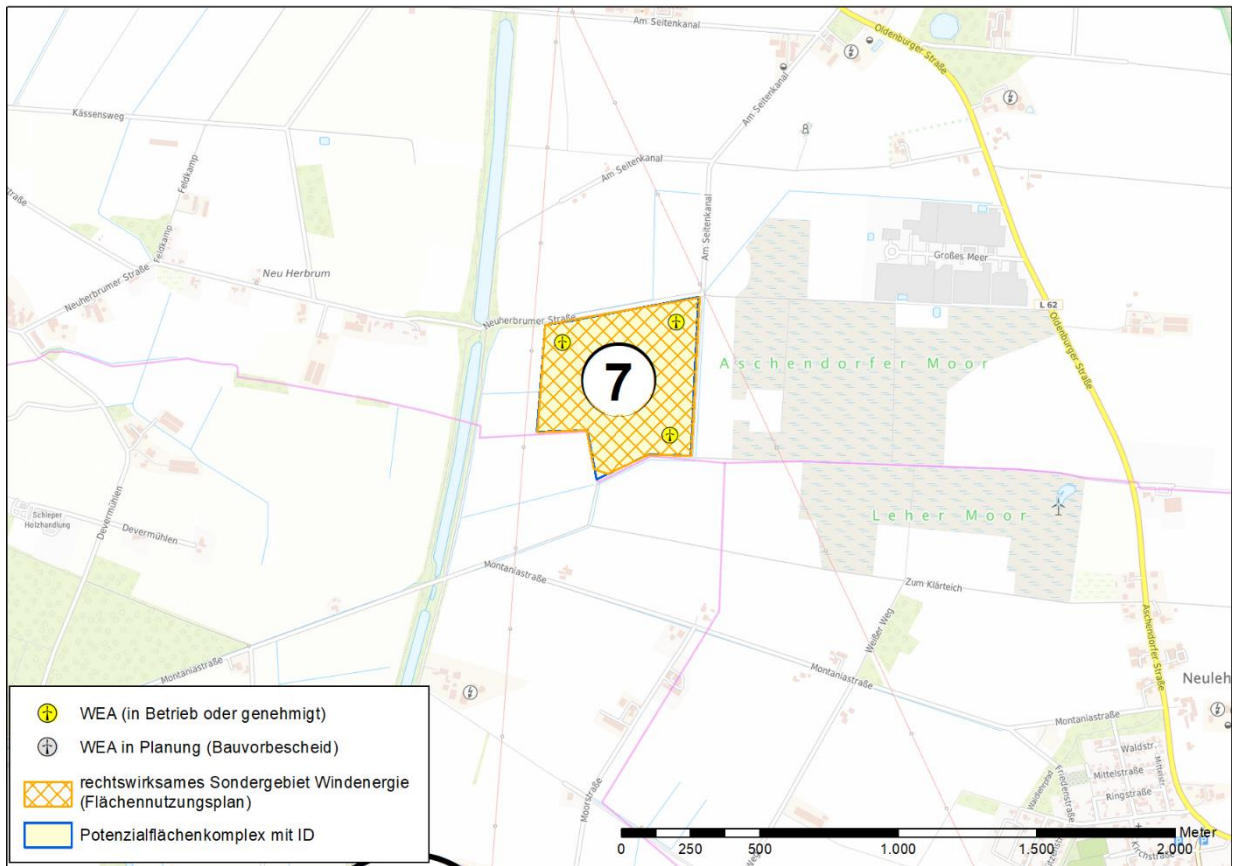 Am Seitenkanal
Oldenburger Straße
Kässensweg
Am Seitenkanal
Feldkamp
Am Seitenkanal
raße
Feldkamp
Am Seitenkanal
Großes Meer
Neu Herbrum
Neuherbrumer Straße
L 62
Neuherbrumer Straße
Oldenburger Straße
Aschendorfer Moor
7
Schleper
Holzhandlung
Devermühlen
Devermühlen
Leher Moor
Montaniastraße
Zum Klärteich
Weißer Weg
Aschendorfer Straße
Montaniastraße
Montaniastraße
Neuleh
Montaniastraße
Moorstraße
Waldstr.
Mittelstraße
Mittelstr.
Ringstraße
Friedenstraße
Kirchstraße
WEA (in Betrieb oder genehmigt)
WEA in Planung (Bauvorbescheid)
rechtswirksames Sondergebiet Windenergie
(Flächennutzungsplan)
Potenzialflächenkomplex mit ID
Meter
0 250 500 1.000 1.500 2.000